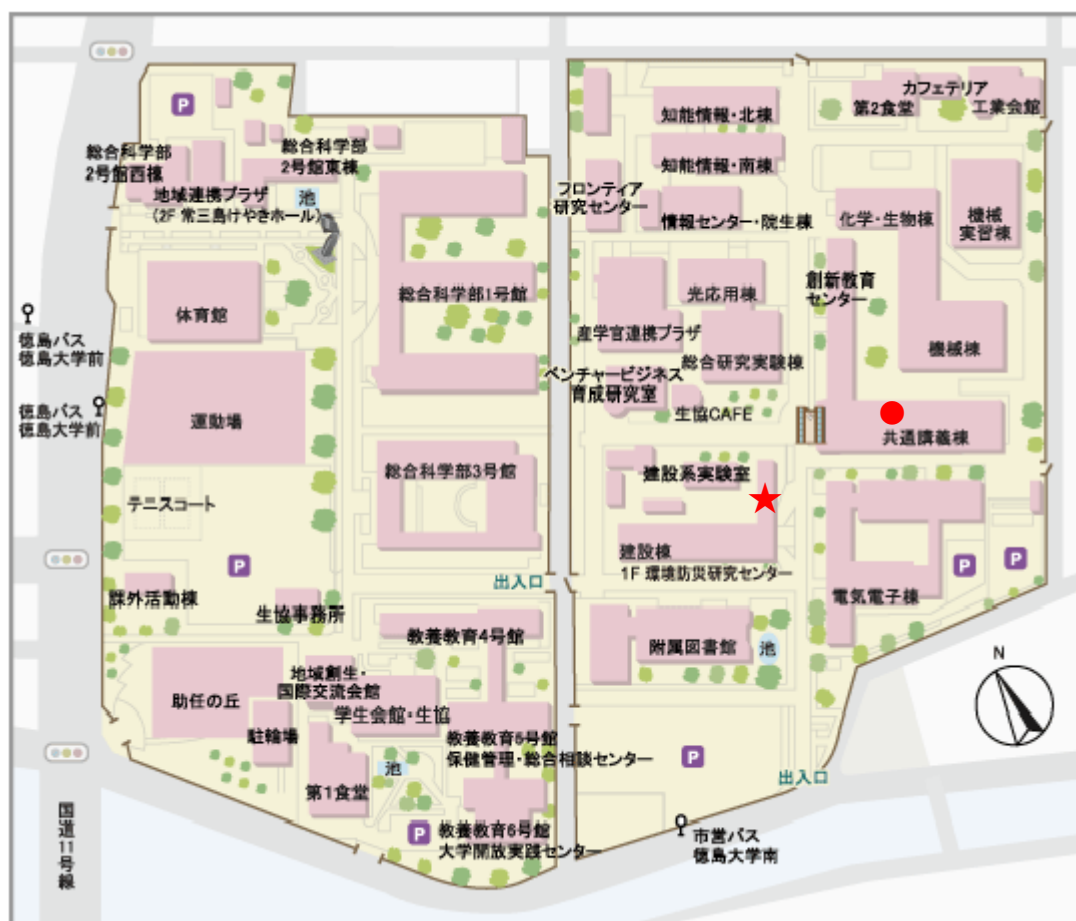 P
総合科学部
2号館西棟
総合科学部
2号館東棟
地域連携プラザ
(2F 常三島けやきホール)
池
知能情報・北棟
知能情報・南棟
第2食堂
カフェテリア
工業会館
フロンティア
研究センター
情報センター・院生棟
化学・生物棟
機械
実習棟
体育館
総合科学部1号館
光応用棟
創新教育
センター
産学官連携プラザ
総合研究実験棟
機械棟
徳島バス
徳島大学前
ベンチャービジネス
育成研究室
徳島バス
徳島大学前
運動場
生協CAFE
共通講義棟
総合科学部3号館
建設系実験室
テニスコート
建設棟
1F 環境防災研究センター
P
P
P
出入口
課外活動棟
生協事務所
電気電子棟
教養教育4号館
附属図書館
池
N
地域創生・
国際交流会館
助任の丘
学生会館・生協
駐輪場
教養教育5号館
保健管理・総合相談センター
P
池
第1食堂
出入口
国道11号線
P
教養教育6号館
大学開放実践センター
市営バス
徳島大学南